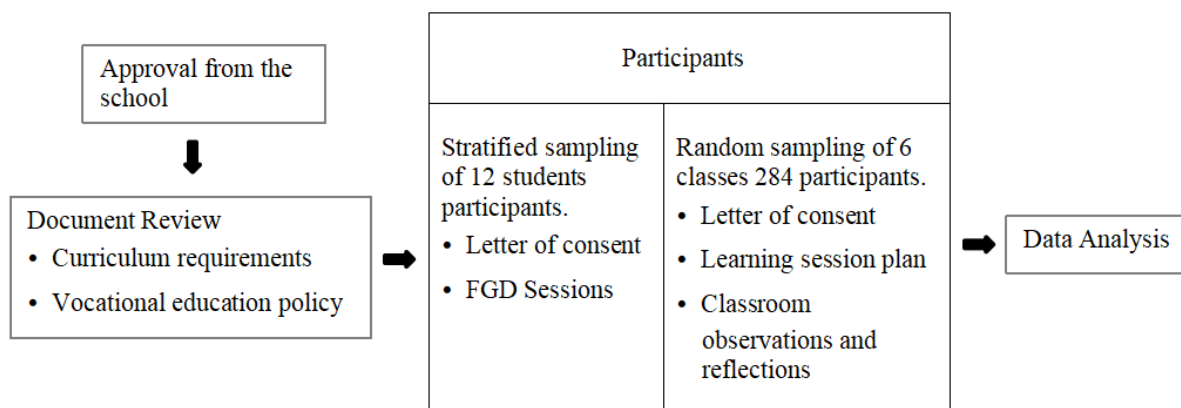 Approval from the
school
Document Review
• Curriculum requirements
• Vocational education policy
Participants
Stratified sampling
of 12 students
participants.
• Letter of consent
• FGD Sessions
Random sampling of 6
classes 284 participants.
• Letter of consent
• Learning session plan
• Classroom
observations and
reflections
Data Analysis